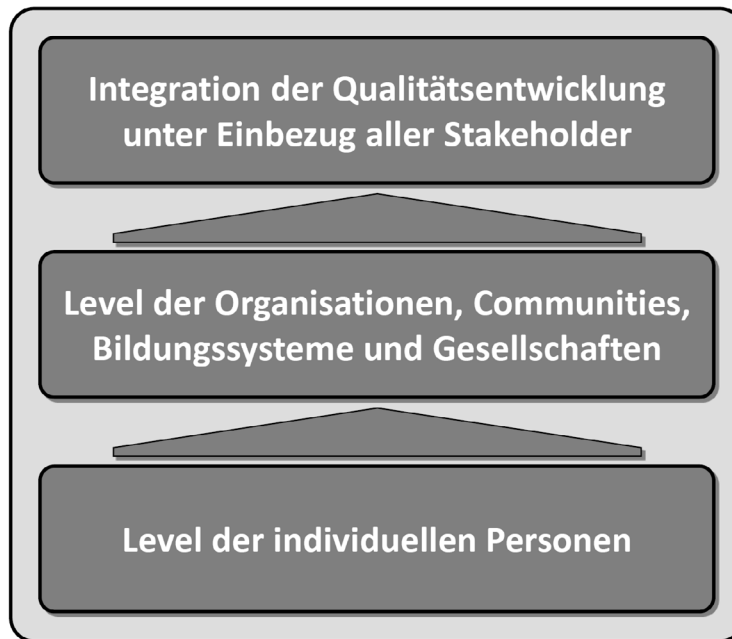 Integration der Qualitätsentwicklung
unter Einbezug aller Stakeholder
Level der Organisationen, Communities,
Bildungssysteme und Gesellschaften
Level der individuellen Personen